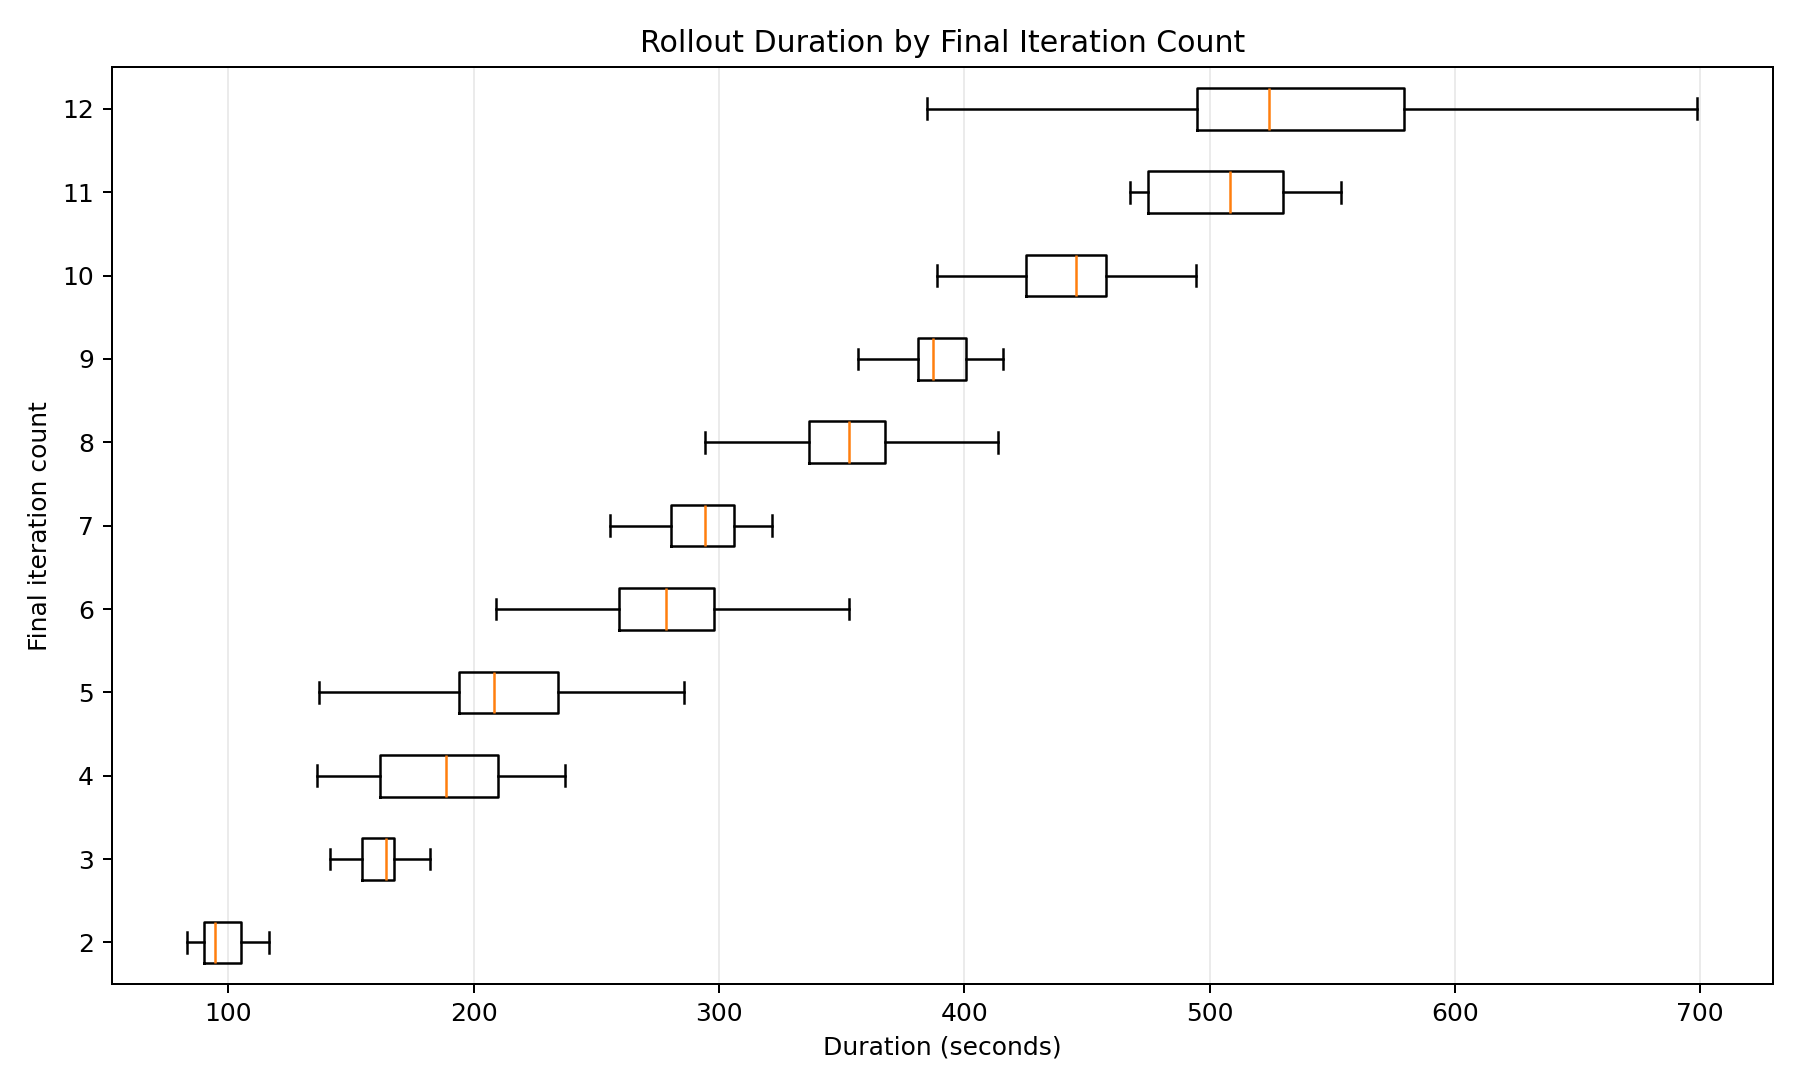 Rollout Duration by Final Iteration Count
12
11
10
9
8
7
6
5
4
3
2
Final iteration count
100 200 300 400 500 600 700
Duration (seconds)